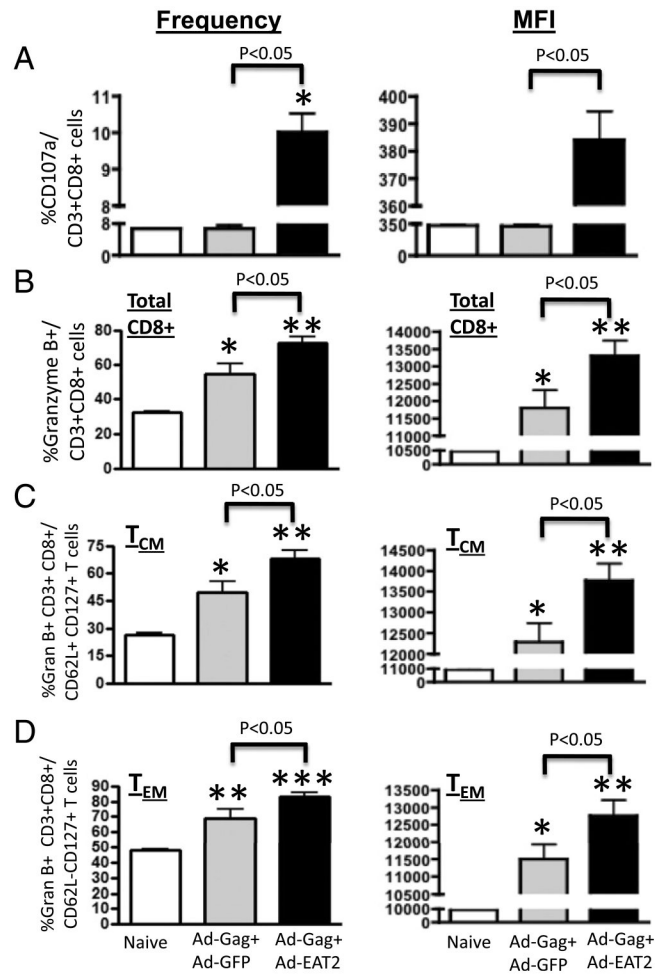 Frequency
MFI
A
P<0.05
P<0.05
%CD107a/
CD3+CD8+ cells
11
10
9
8
8
0
400
390
380
370
360
350
0
*
B
P<0.05
P<0.05
Total
CD8+
Total
CD8+
%Granzyme B+/
CD3+CD8+ cells
80
60
40
20
0
*
**
14000
13500
13000
12500
12000
11500
11000
10500
0
*
**
C
P<0.05
P<0.05
TCM
TCM
%Gran B+ CD3+ CD8+/
CD62L+ CD127+ T cells
75
60
45
30
15
0
*
**
14500
14000
13500
13000
12500
12000
11000
0
*
**
D
P<0.05
P<0.05
TEM
TEM
%Gran B+ CD3+CD8+/
CD62L-CD127+ T cells
90
80
70
60
50
40
30
20
10
0
**
***
13500
13000
12500
12000
11500
11000
10500
10000
0
*
**
Naive
Ad-Gag+
Ad-GFP
Ad-Gag+
Ad-EAT2
Naive
Ad-Gag+
Ad-GFP
Ad-Gag+
Ad-EAT2